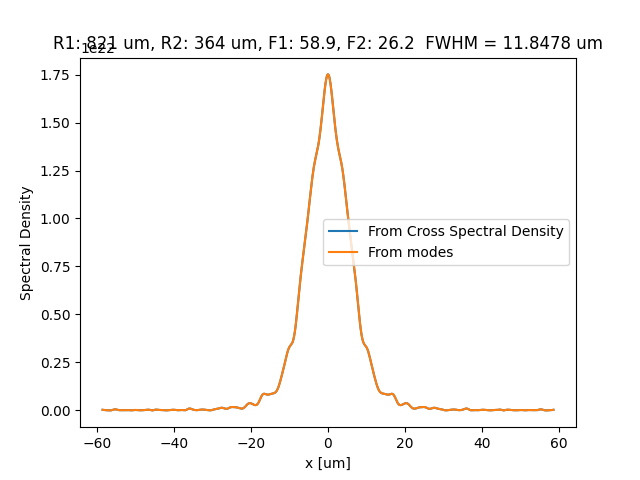 R1: 821 um, R2: 364 um, F1: 58.9, F2: 26.2  FWHM = 11.8478 um
1e22
1.75
1.50
1.25
1.00
0.75
0.50
0.25
0.00
Spectral Density
From Cross Spectral Density
From modes
−60
−40
−20
0
20
40
60
x [um]